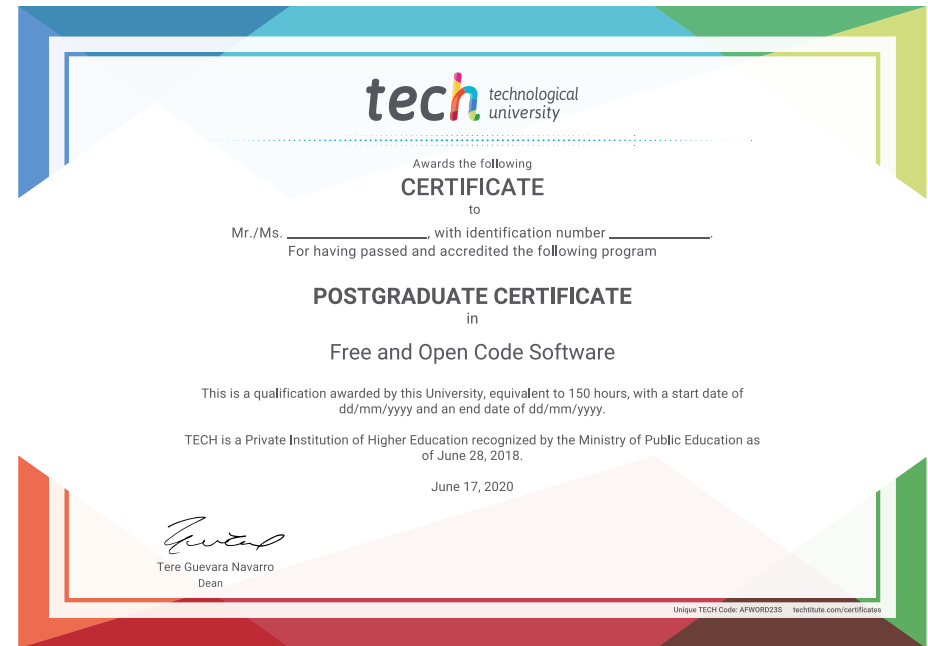 tech technological
university
Awards the following
CERTIFICATE
to
Mr./Ms. ____________________, with identification number ______________.
For having passed and accredited the following program
POSTGRADUATE CERTIFICATE
in
Free and Open Code Software
This is a qualification awarded by this University, equivalent to 150 hours, with a start date of
dd/mm/yyyy and an end date of dd/mm/yyyy.
TECH is a Private Institution of Higher Education recognized by the Ministry of Public Education as
of June 28, 2018.
June 17, 2020
Tere Guevara Navarro
Dean
Unique TECH Code: AFWORD23S techtitute.com/certificates